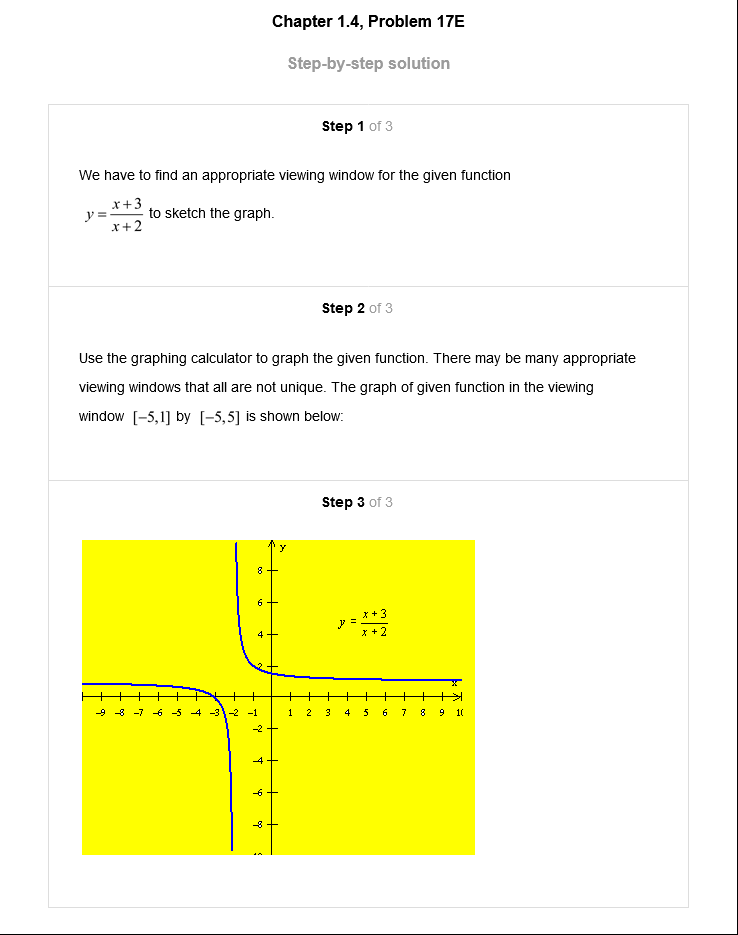 Chapter 1.4, Problem 17E
Step-by-step solution
Step 1 of 3
We have to find an appropriate viewing window for the given function
y = (x+3)/(x+2) to sketch the graph.
Step 2 of 3
Use the graphing calculator to graph the given function. There may be many appropriate
viewing windows that all are not unique. The graph of given function in the viewing
window [−5,1] by [−5,5] is shown below:
Step 3 of 3
y
8
6
y = (x + 3)/(x + 2)
4
2
x
−9 −8 −7 −6 −5 −4 −3 −2 −1 1 2 3 4 5 6 7 8 9 10
−2
−4
−6
−8